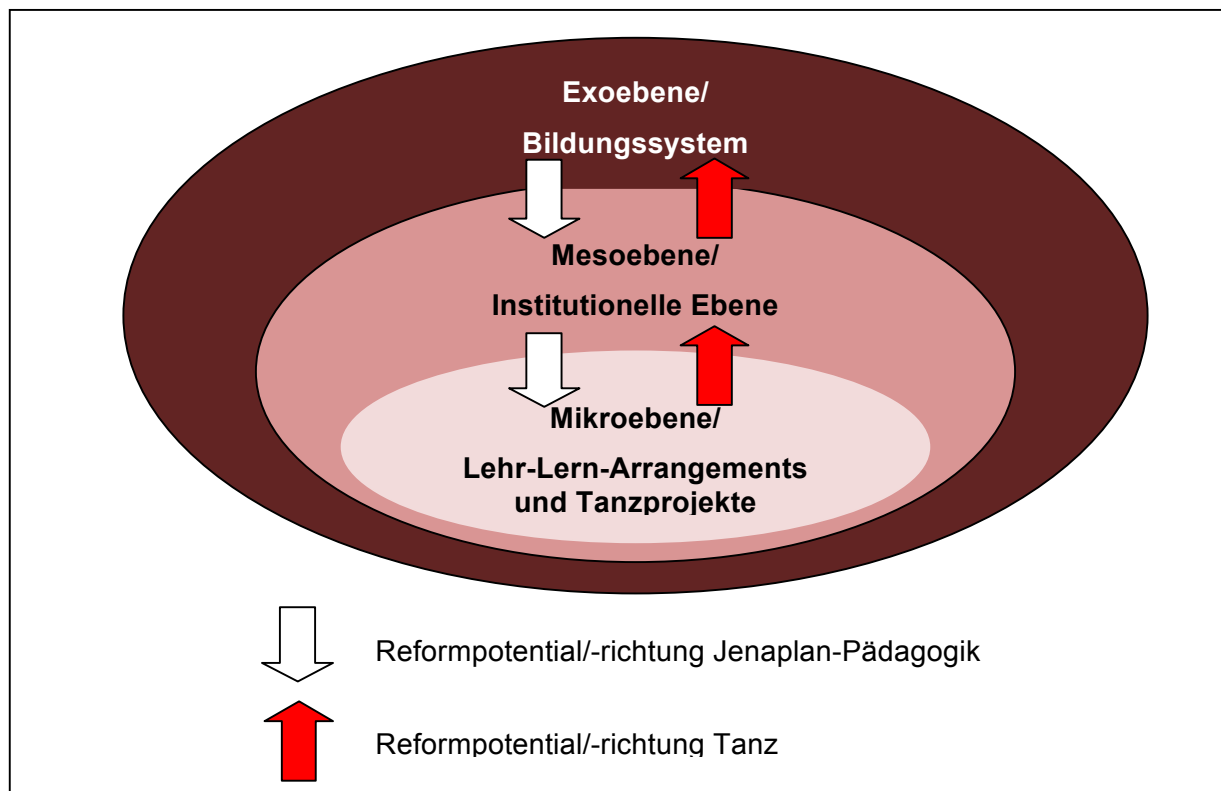 Exoebene/
Bildungssystem
Mesoebene/
Institutionelle Ebene
Mikroebene/
Lehr-Lern-Arrangements
und Tanzprojekte
Reformpotential/-richtung Jenaplan-Pädagogik
Reformpotential/-richtung Tanz